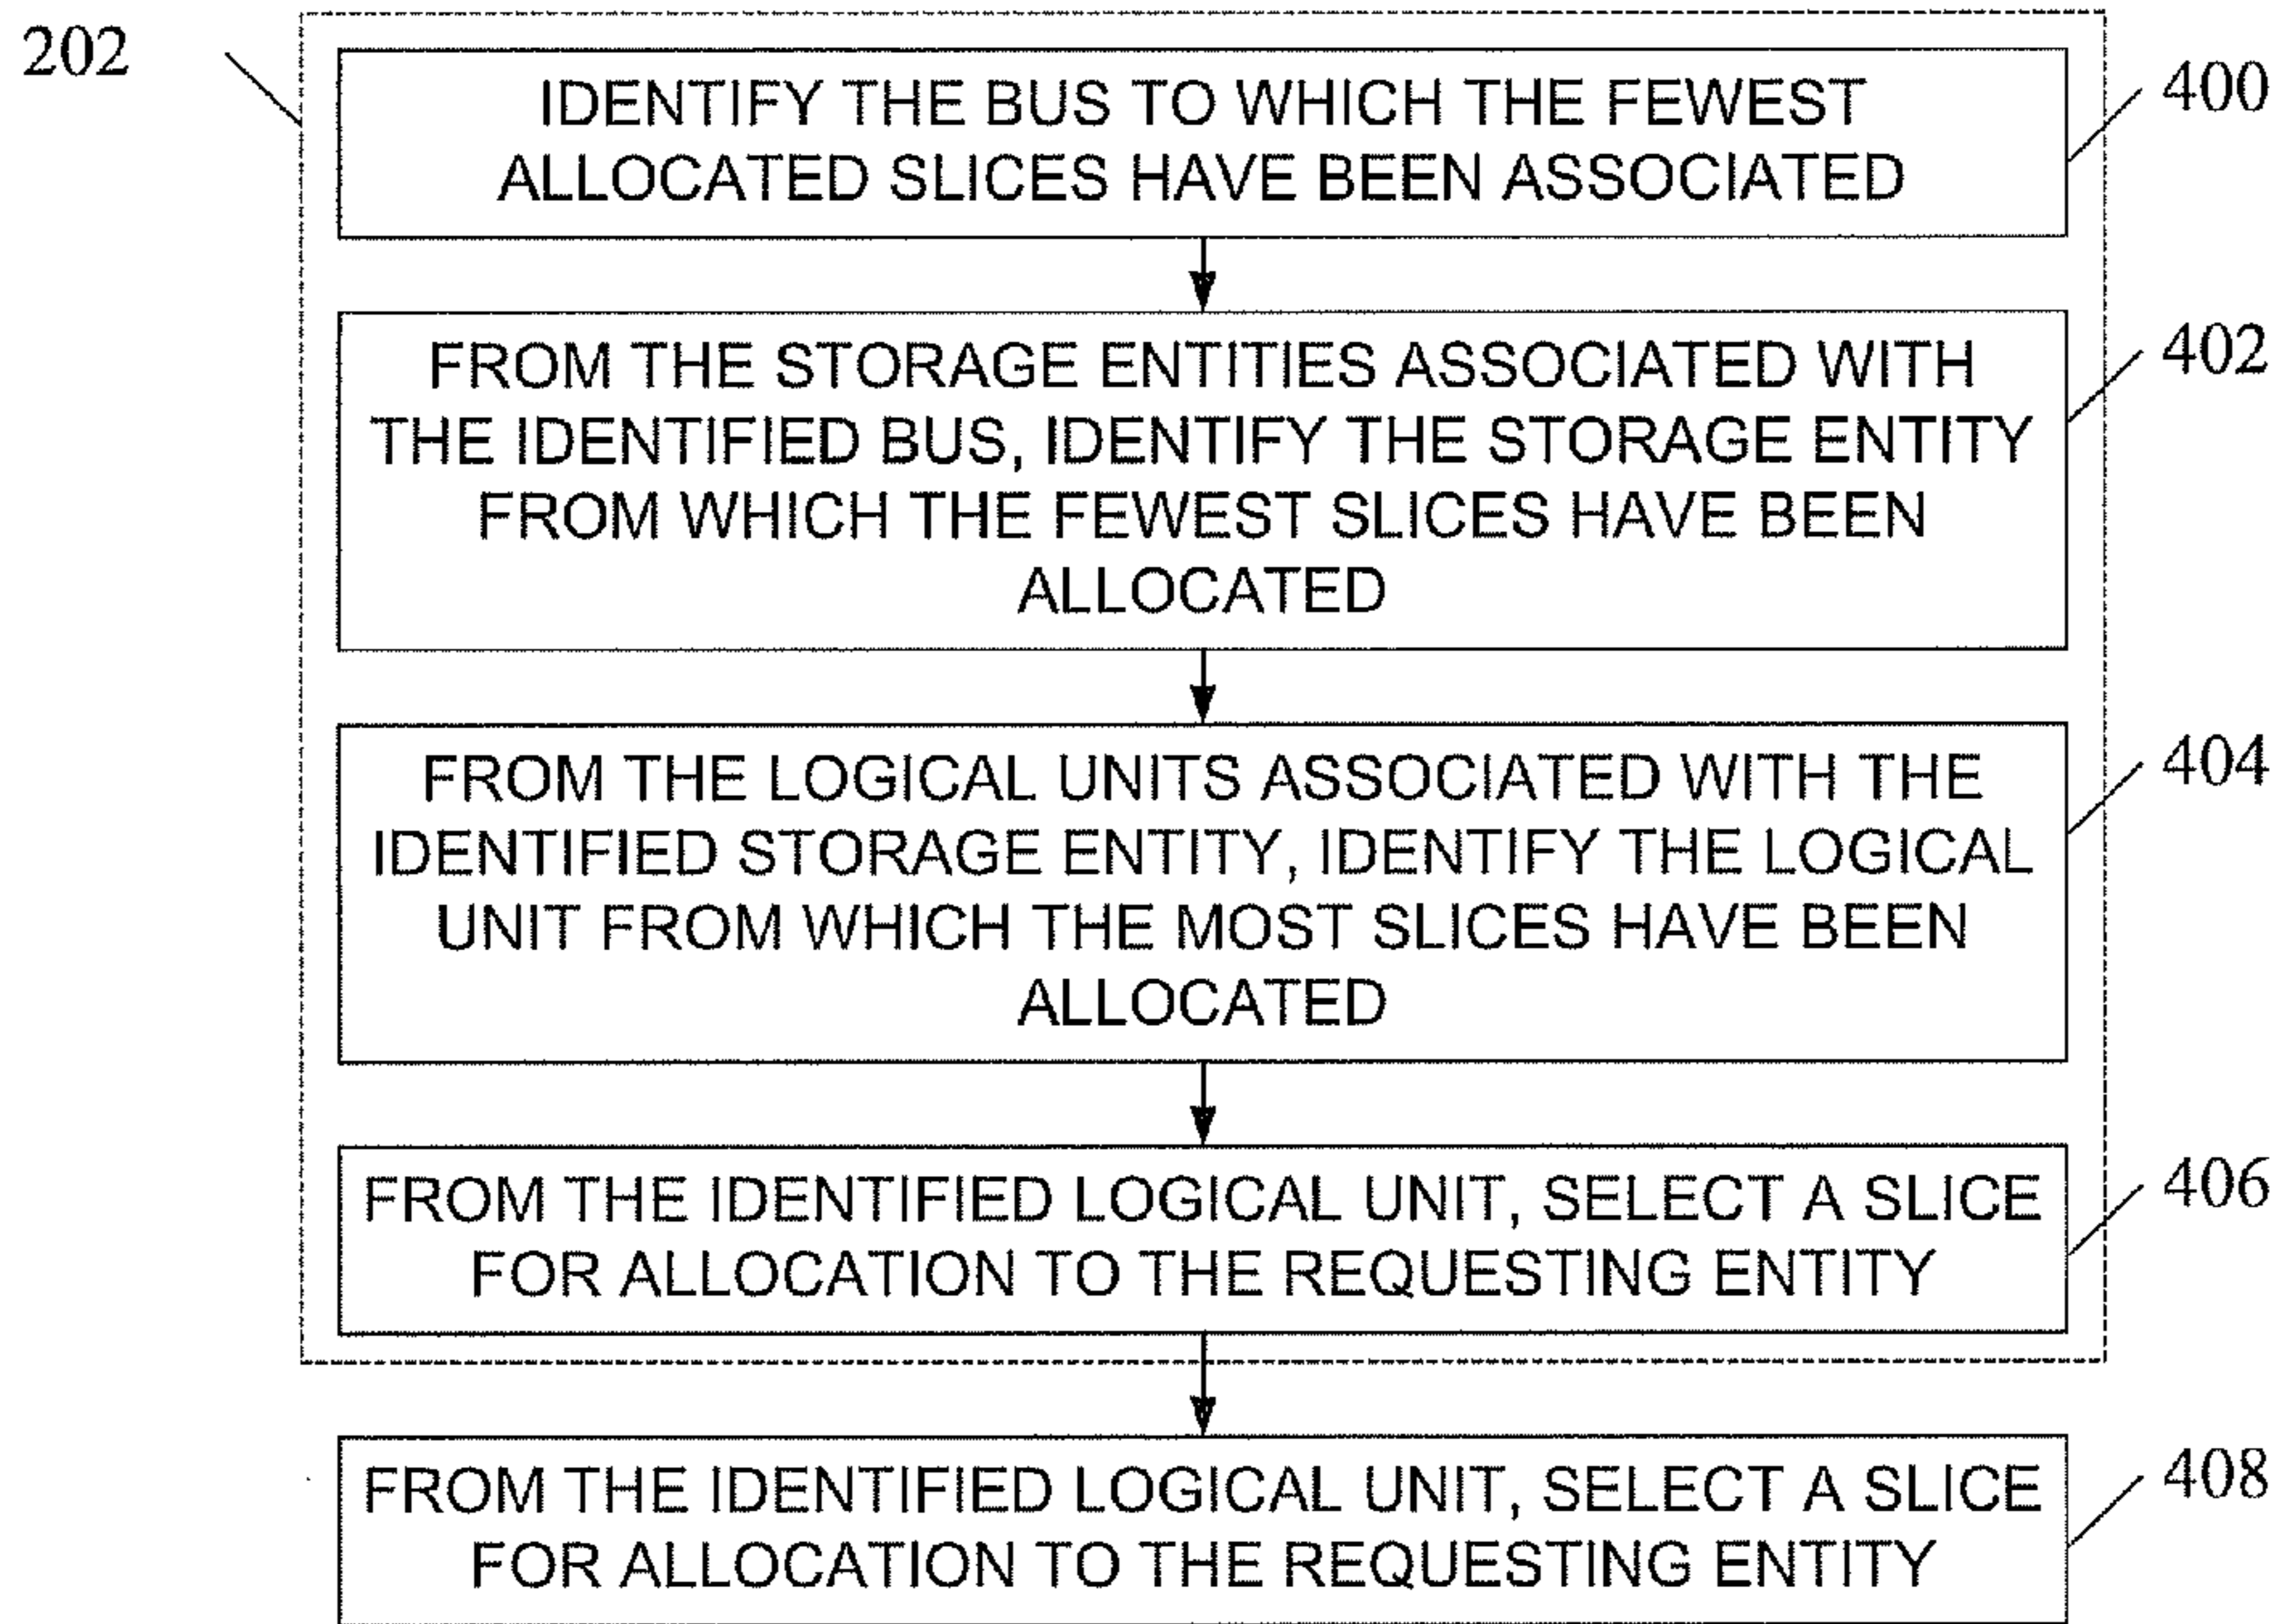 202
IDENTIFY THE BUS TO WHICH THE FEWEST
ALLOCATED SLICES HAVE BEEN ASSOCIATED
400
FROM THE STORAGE ENTITIES ASSOCIATED WITH
THE IDENTIFIED BUS, IDENTIFY THE STORAGE ENTITY
FROM WHICH THE FEWEST SLICES HAVE BEEN
ALLOCATED
402
FROM THE LOGICAL UNITS ASSOCIATED WITH THE
IDENTIFIED STORAGE ENTITY, IDENTIFY THE LOGICAL
UNIT FROM WHICH THE MOST SLICES HAVE BEEN
ALLOCATED
404
FROM THE IDENTIFIED LOGICAL UNIT, SELECT A SLICE
FOR ALLOCATION TO THE REQUESTING ENTITY
406
FROM THE IDENTIFIED LOGICAL UNIT, SELECT A SLICE
FOR ALLOCATION TO THE REQUESTING ENTITY
408